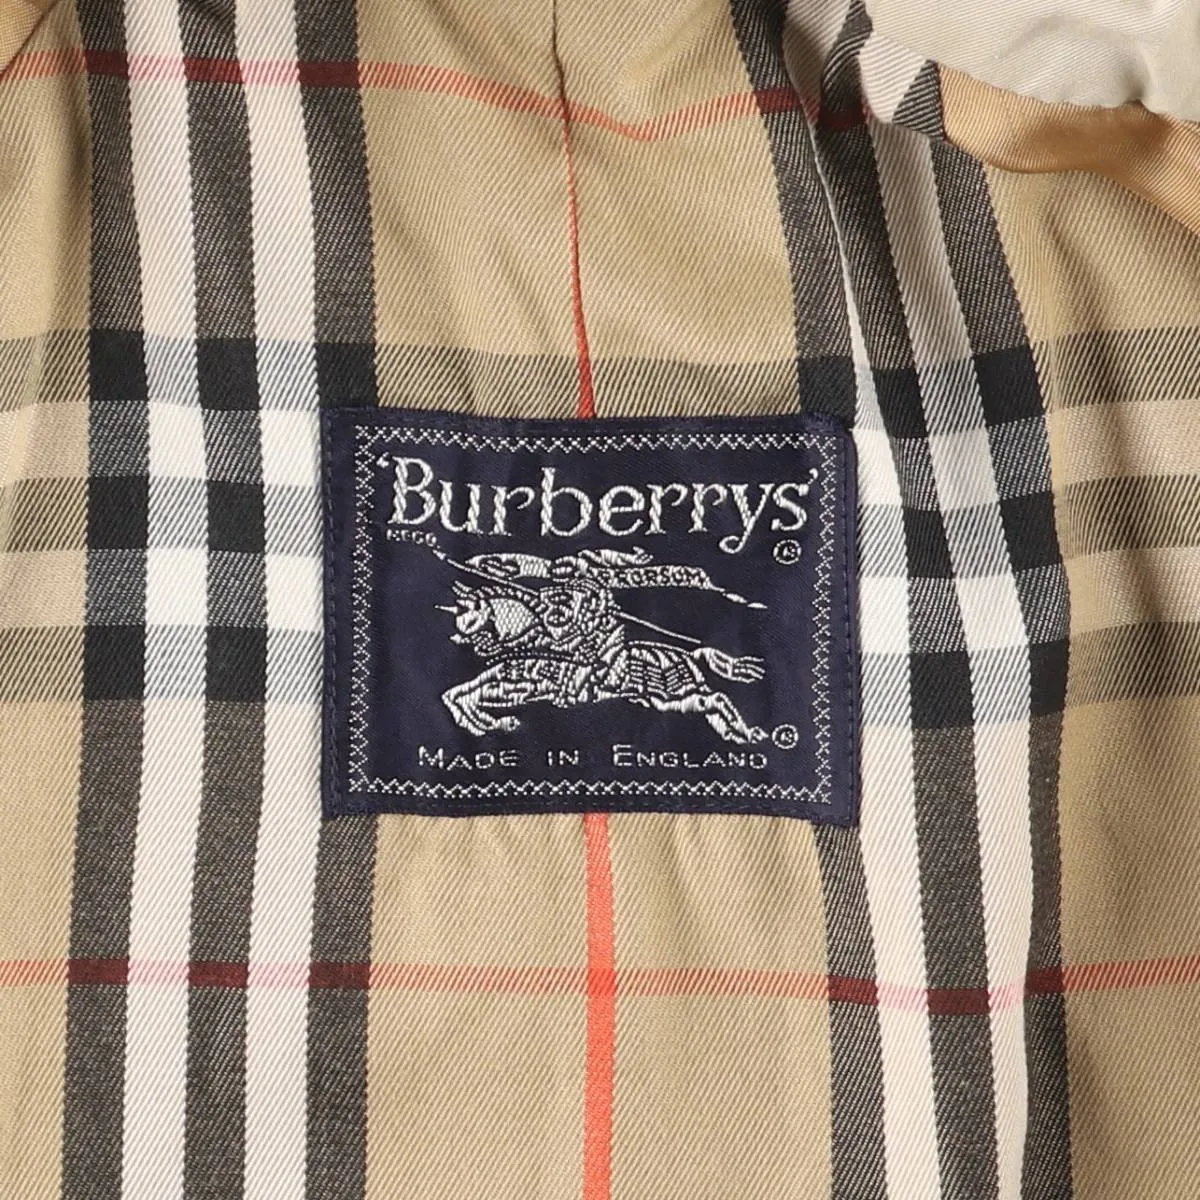 'Burberrys'
REGD.
®
PRORSUM
®
MADE IN ENGLAND